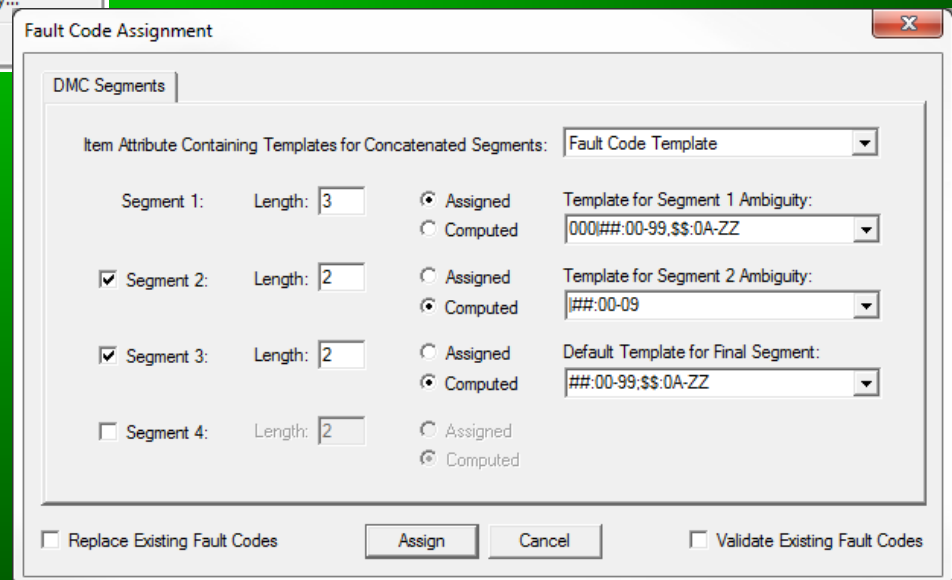 y...
Fault Code Assignment
DMC Segments
Item Attribute Containing Templates for Concatenated Segments: Fault Code Template
Segment 1: Length: 3 Assigned Template for Segment 1 Ambiguity:
Computed 000|##:00-99,$$:0A-ZZ
Segment 2: Length: 2 Assigned Template for Segment 2 Ambiguity:
Computed |##:00-09
Segment 3: Length: 2 Assigned Default Template for Final Segment:
Computed ##:00-99;$$:0A-ZZ
Segment 4: Length: 2 Assigned
Computed
Replace Existing Fault Codes Assign Cancel Validate Existing Fault Codes